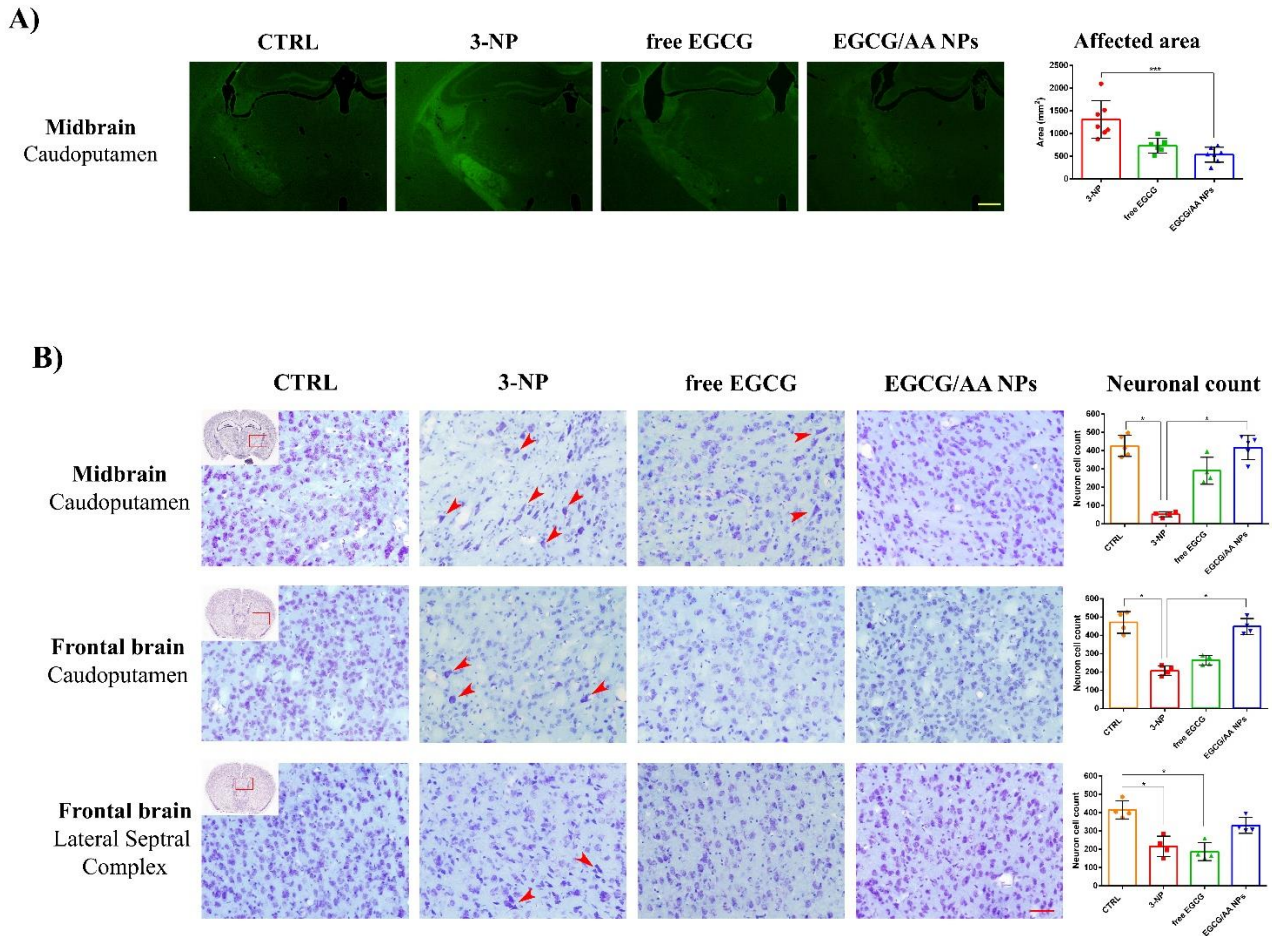 A)
CTRL
3-NP
free EGCG
EGCG/AA NPs
Affected area
Midbrain
Caudoputamen
Area (mm²)
2500
2000
1500
1000
500
0
***
3-NP
free EGCG
EGCG/AA NPs
B)
CTRL
3-NP
free EGCG
EGCG/AA NPs
Neuronal count
Midbrain
Caudoputamen
Neuron cell count
600
500
400
300
200
100
0
*
*
CTRL
3-NP
free EGCG
EGCG/AA NPs
Frontal brain
Caudoputamen
Neuron cell count
600
500
400
300
200
100
0
*
*
CTRL
3-NP
free EGCG
EGCG/AA NPs
Frontal brain
Lateral Septral
Complex
Neuron cell count
600
500
400
300
200
100
0
*
*
CTRL
3-NP
free EGCG
EGCG/AA NPs